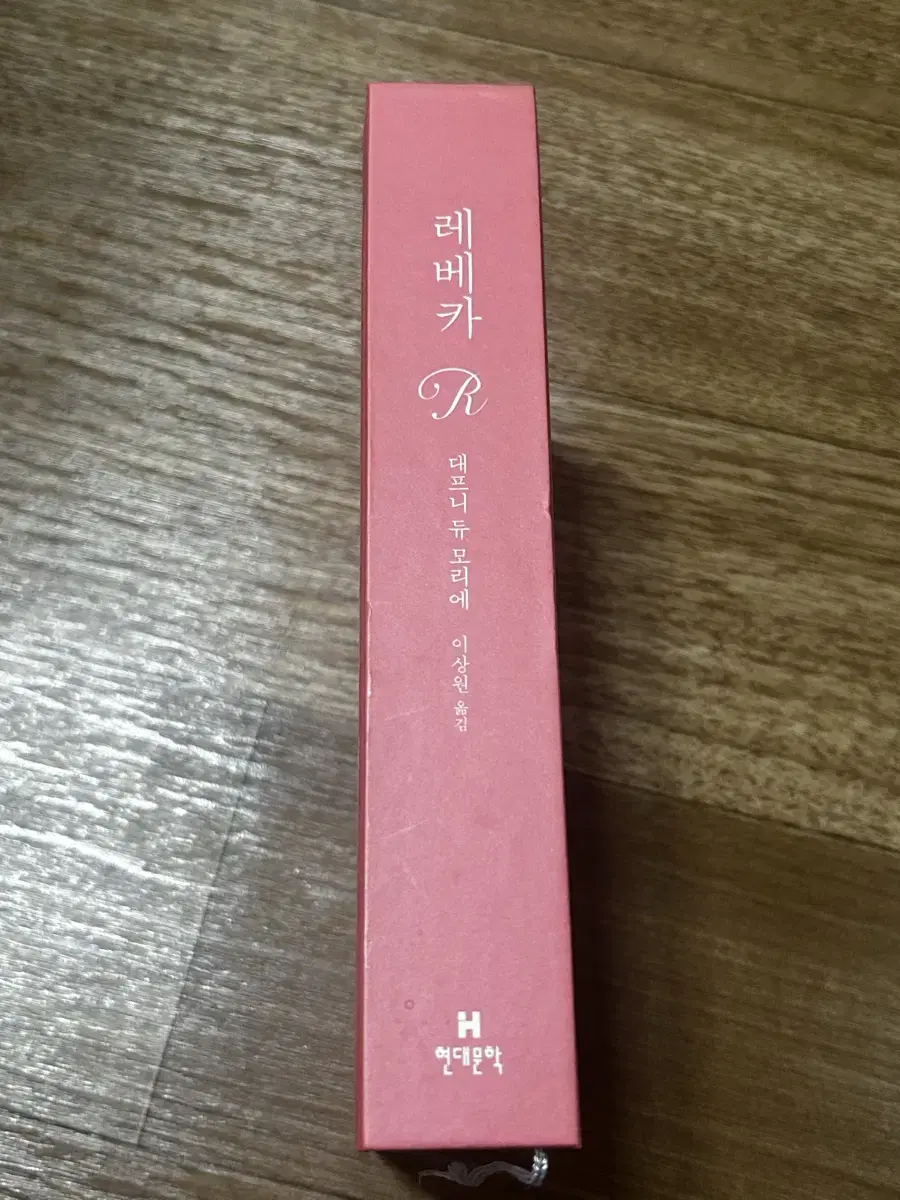 레베카
R
대프니 듀 모리에
이상원 옮김
H
현대문학